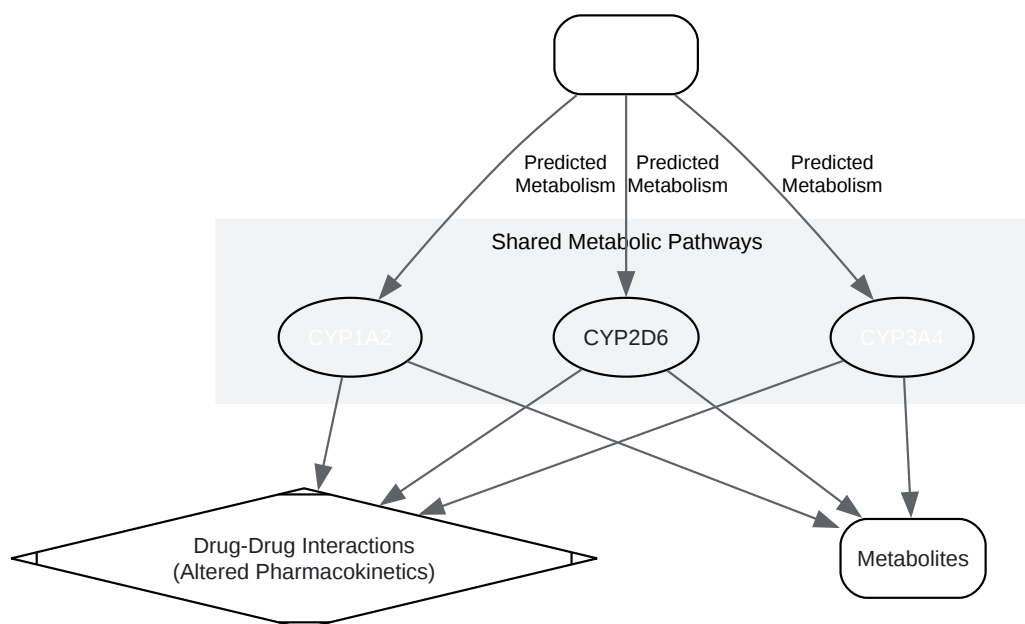 Predicted
Metabolism
Predicted
Metabolism
Predicted
Metabolism
Shared Metabolic Pathways
CYP1A2
CYP2D6
CYP3A4
Drug-Drug Interactions
(Altered Pharmacokinetics)
Metabolites